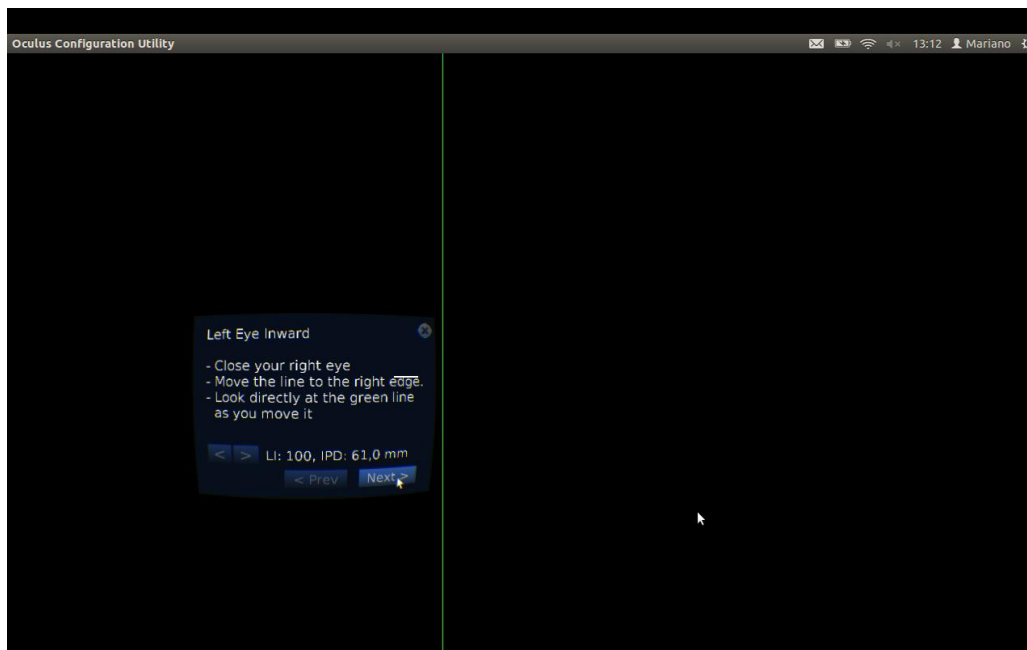 Oculus Configuration Utility
13:12 Mariano
Left Eye Inward
- Close your right eye
- Move the line to the right edge.
- Look directly at the green line
as you move it
< > LI: 100, IPD: 61,0 mm
< Prev Next >